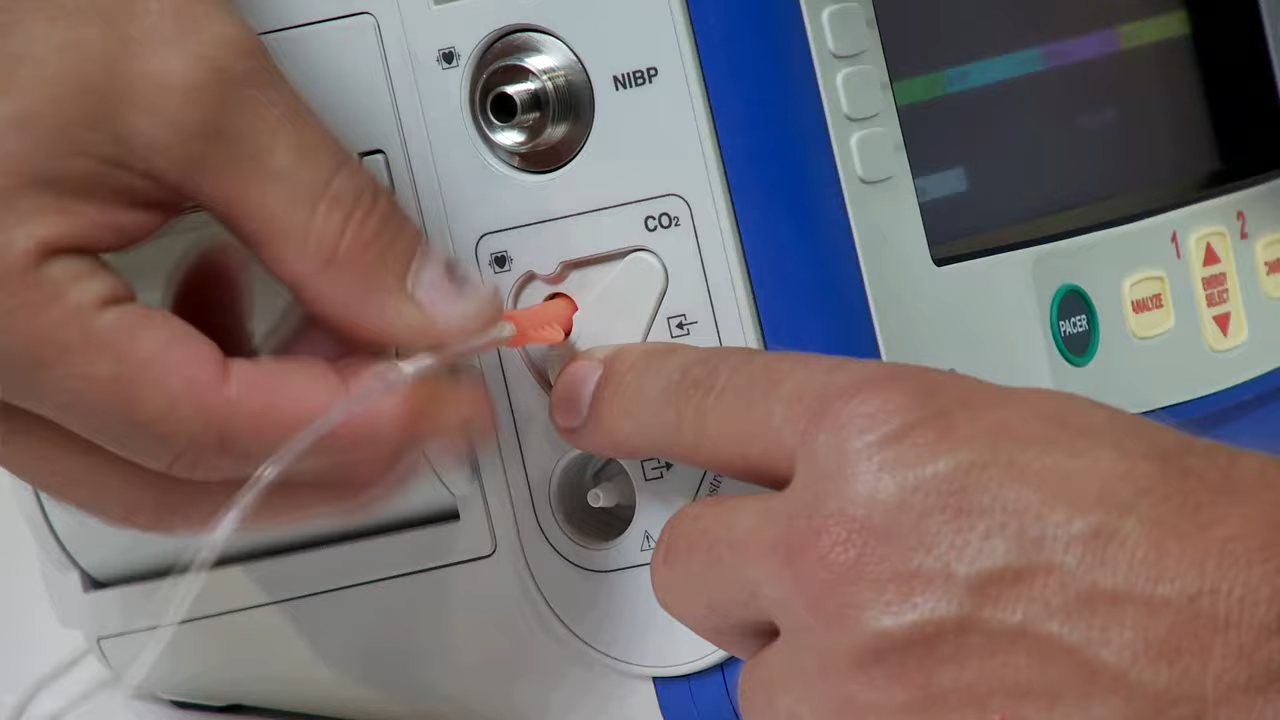 NIBP
CO₂
1
2
PACER
ANALYZE
ENERGY
SELECT